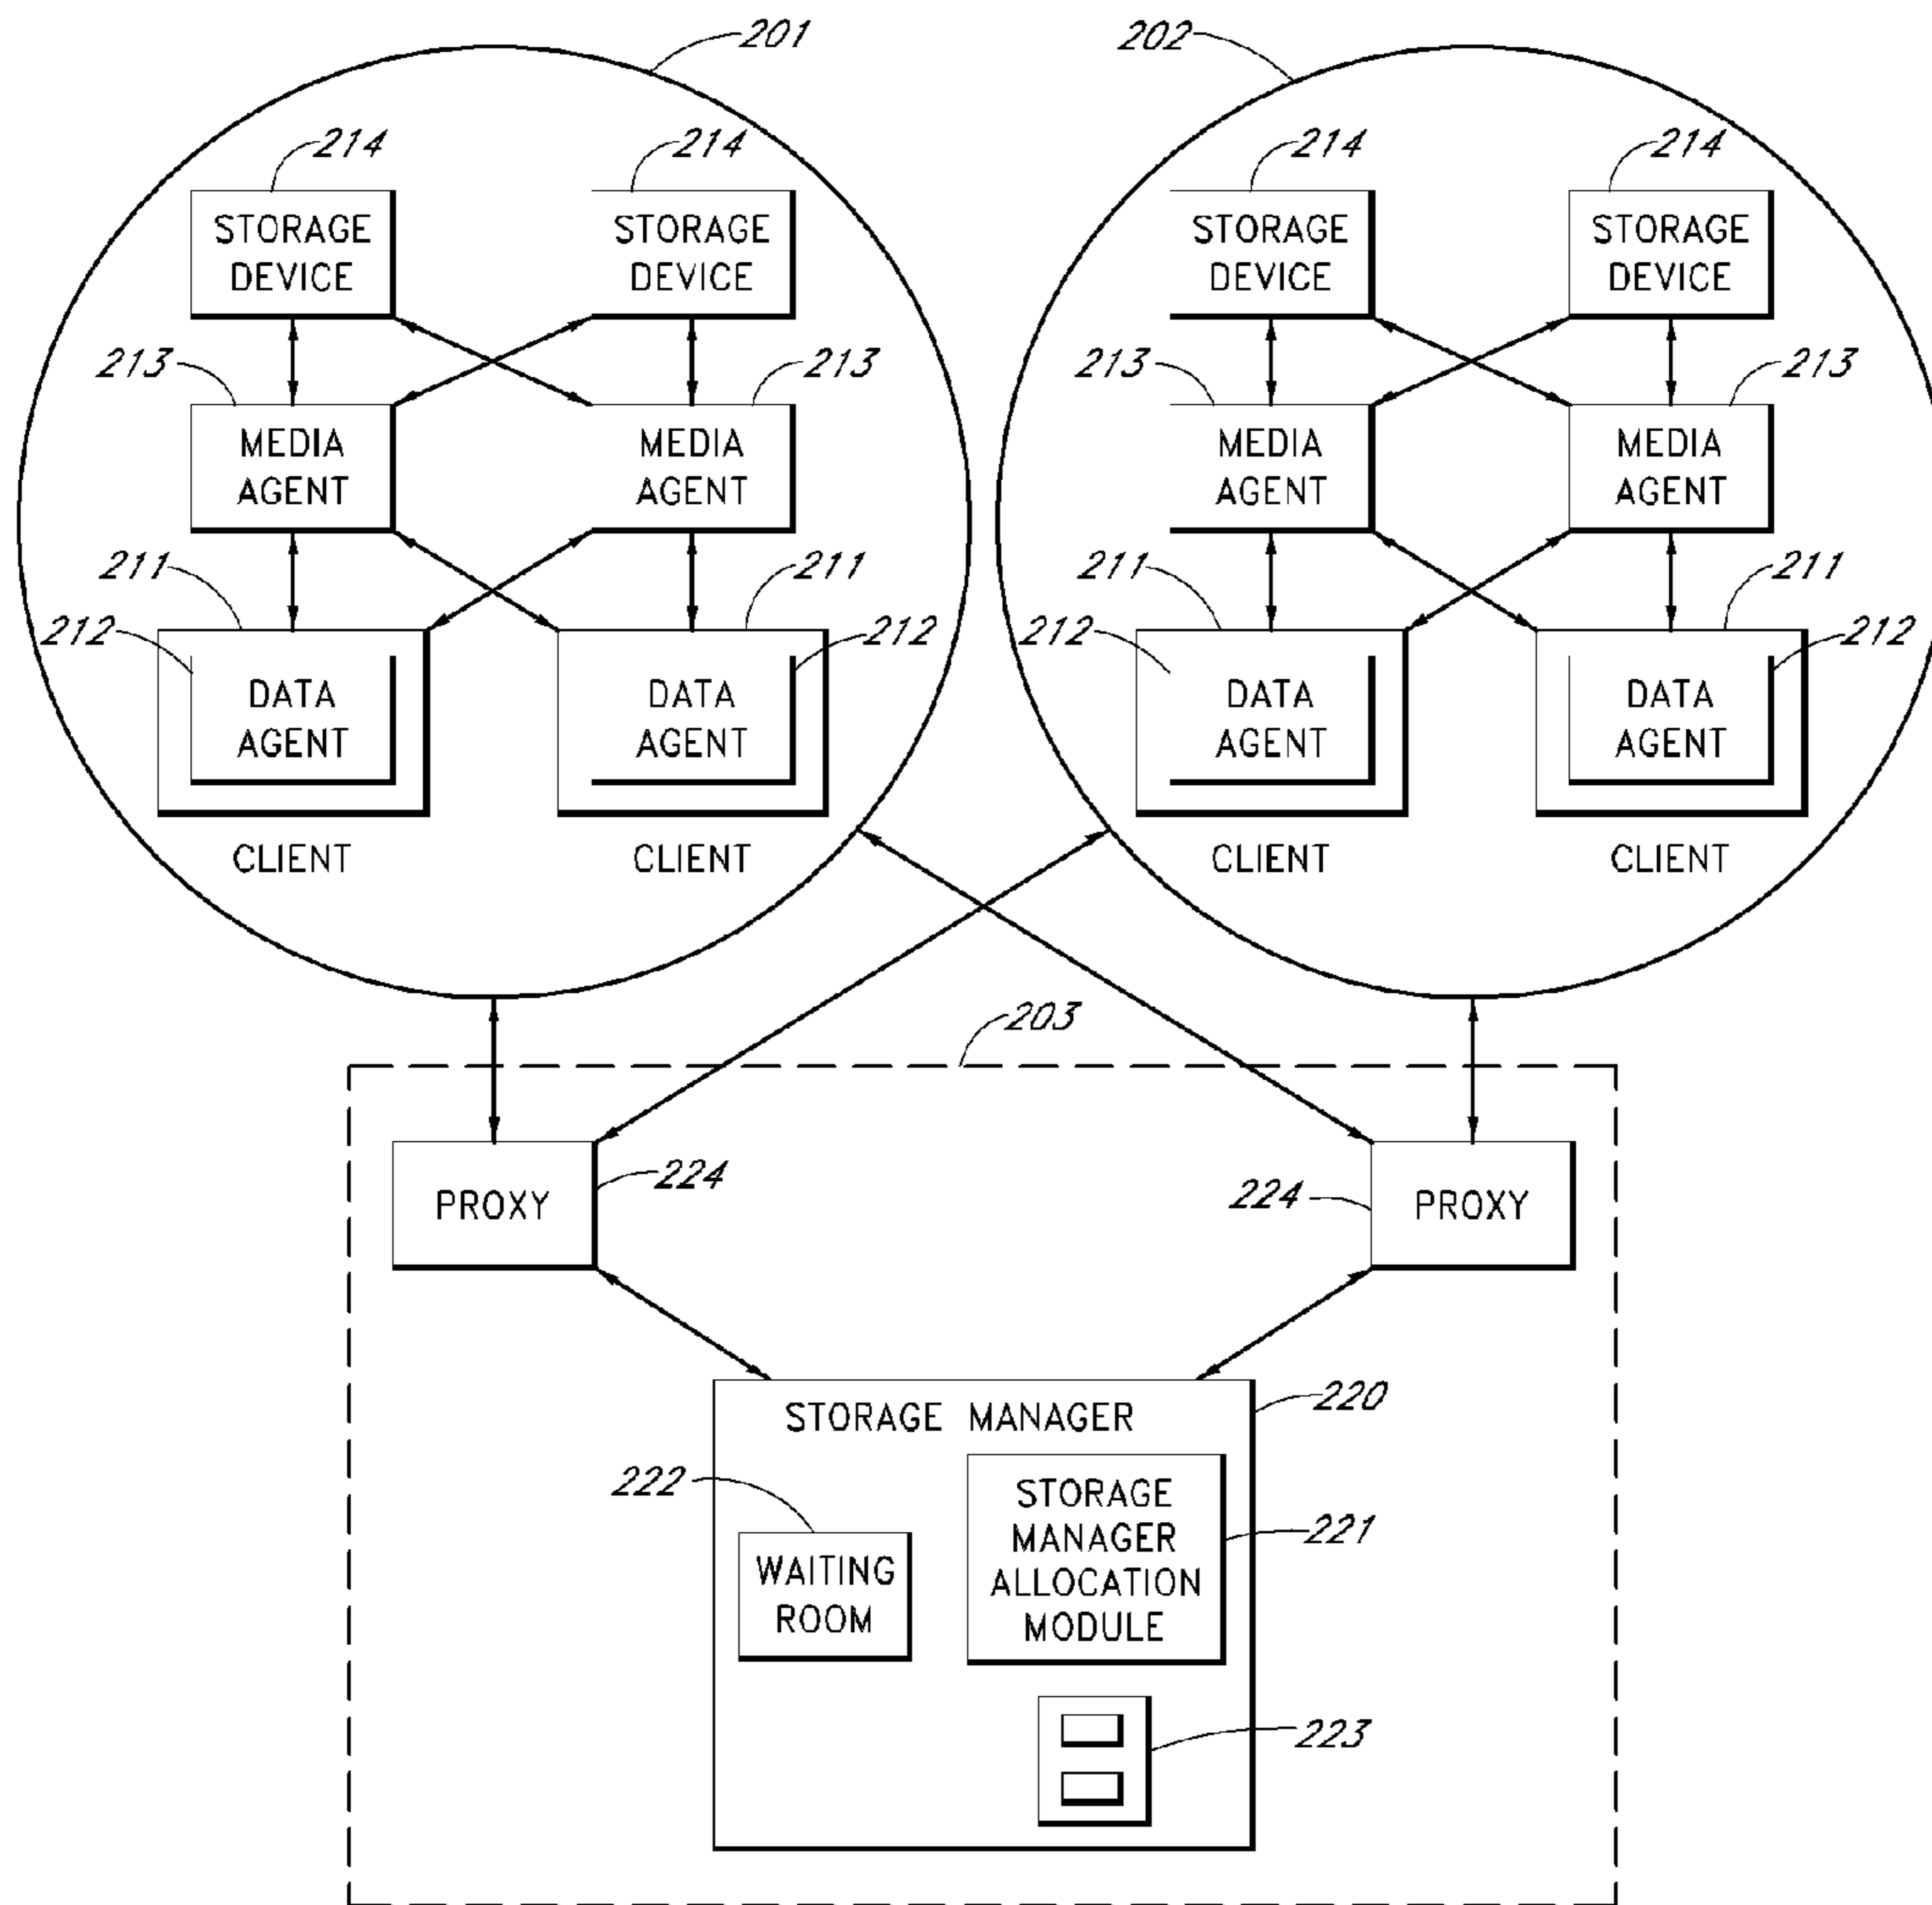 201
202
214
214
214
214
STORAGE
DEVICE
STORAGE
DEVICE
STORAGE
DEVICE
STORAGE
DEVICE
213
213
213
213
MEDIA
AGENT
MEDIA
AGENT
MEDIA
AGENT
MEDIA
AGENT
211
211
211
211
212
212
212
212
DATA
AGENT
DATA
AGENT
DATA
AGENT
DATA
AGENT
CLIENT
CLIENT
CLIENT
CLIENT
203
PROXY
224
224
PROXY
220
STORAGE MANAGER
222
WAITING
ROOM
STORAGE
MANAGER
ALLOCATION
MODULE
221
223